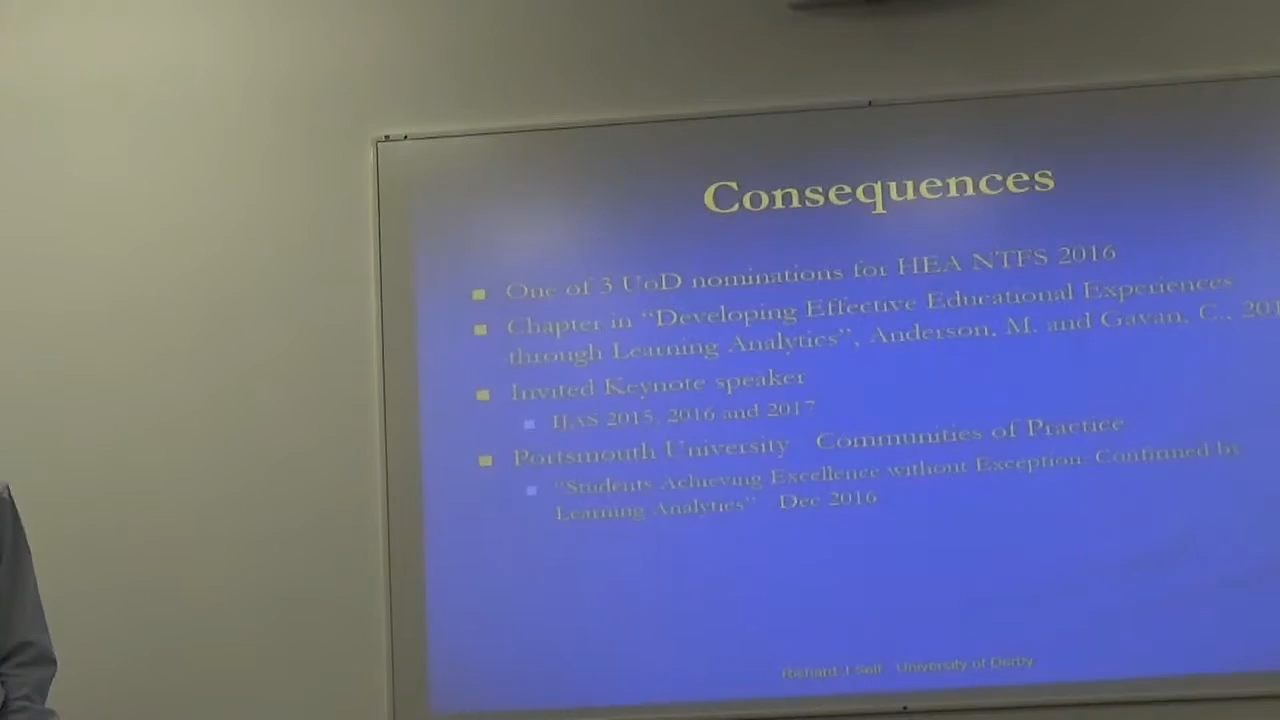 Consequences
One of 3 UoD nominations for HEA NTFS 2016
Chapter in “Developing Effective Educational Experiences
through Learning Analytics”, Anderson, M. and Gavan, C.,
Invited Keynote speaker
IJAS 2015, 2016 and 2017
Portsmouth University Communities of Practice
“Students Achieving Excellence without Exception: Confirmed by
Learning Analytics” Dec 2016
Richard J Self University of Derby